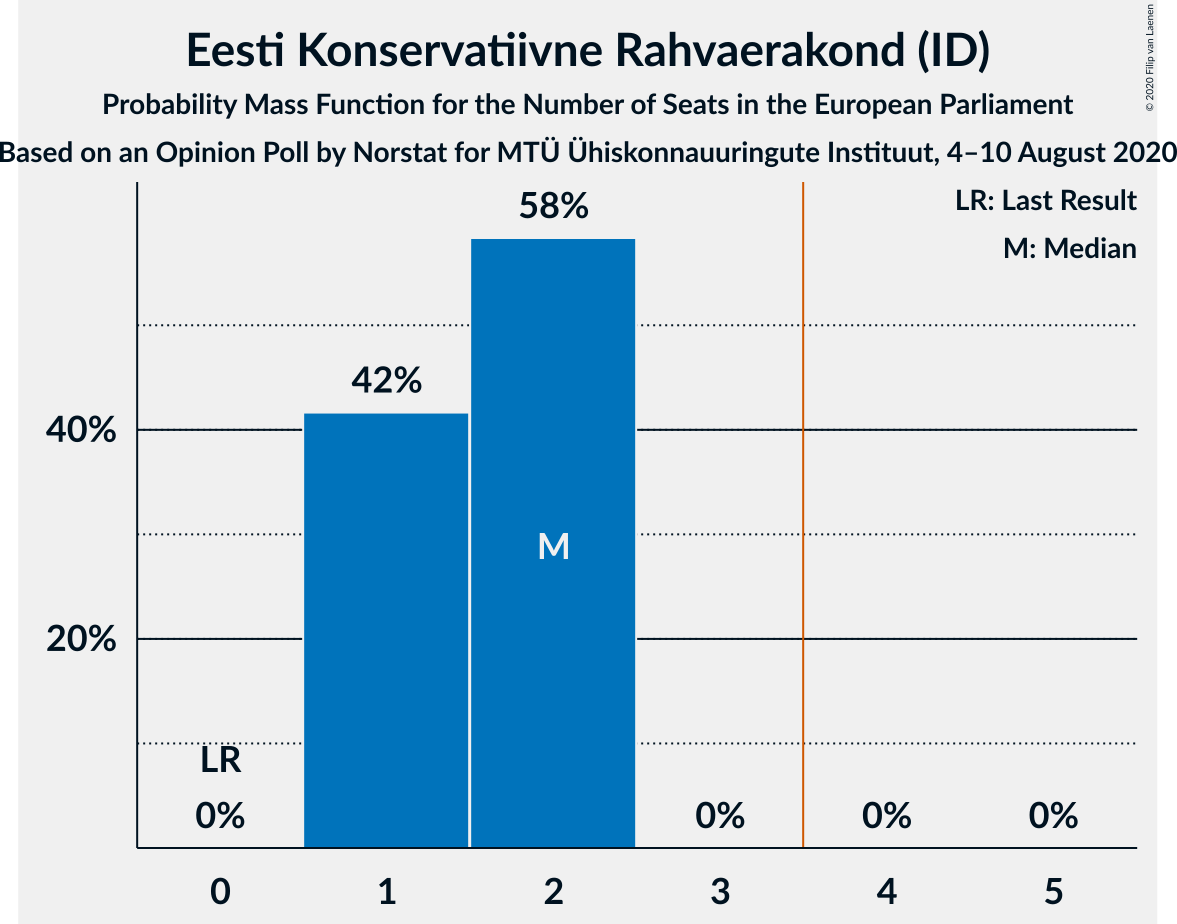 Eesti Konservatiivne Rahvaerakond (ID)
Probability Mass Function for the Number of Seats in the European Parliament
Based on an Opinion Poll by Norstat for MTÜ Ühiskonnauuringute Instituut, 4–10 August 2020
© 2020 Filip van Laenen
LR: Last Result
M: Median
58%
42%
40%
M
20%
LR
0%
0%
0%
0%
0
1
2
3
4
5